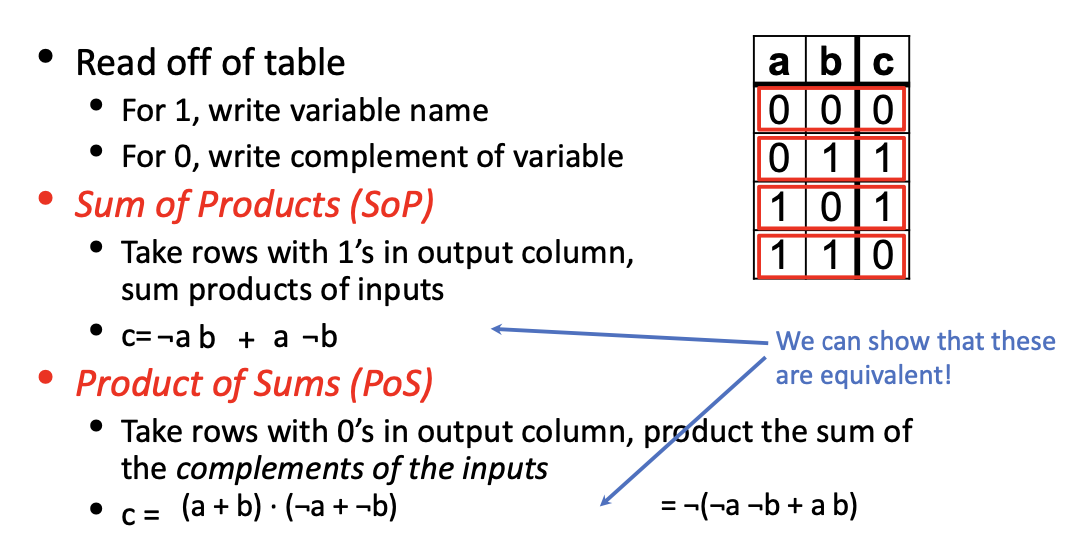 • Read off of table
• For 1, write variable name
• For 0, write complement of variable
• Sum of Products (SoP)
• Take rows with 1's in output column,
sum products of inputs
• c= ¬a b + a ¬b
• Product of Sums (PoS)
• Take rows with 0's in output column, product the sum of
the complements of the inputs
• c = (a + b) · (¬a + ¬b) = ¬(¬a ¬b + a b)
a b c
0 0 0
0 1 1
1 0 1
1 1 0
We can show that these
are equivalent!